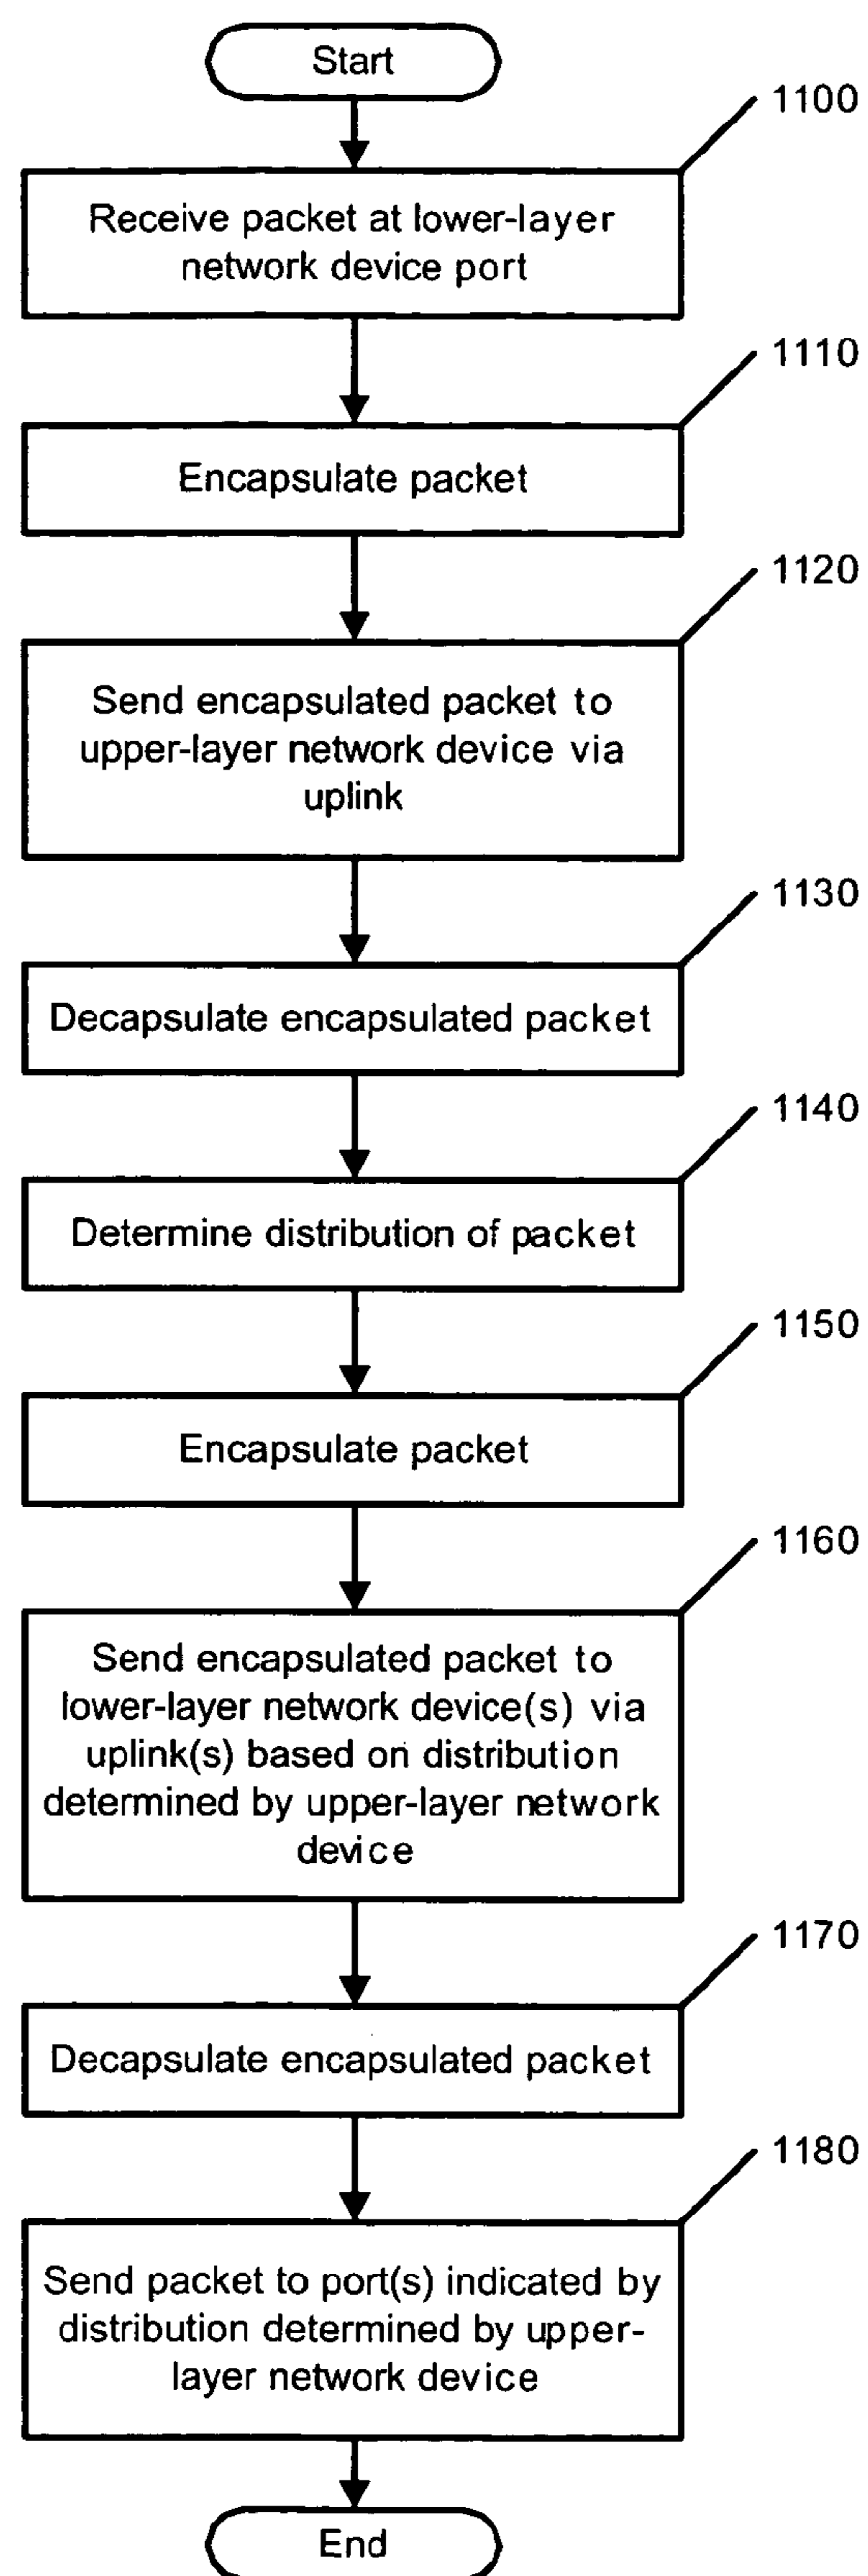 Start
1100
Receive packet at lower-layer
network device port
1110
Encapsulate packet
1120
Send encapsulated packet to
upper-layer network device via
uplink
1130
Decapsulate encapsulated packet
1140
Determine distribution of packet
1150
Encapsulate packet
1160
Send encapsulated packet to
lower-layer network device(s) via
uplink(s) based on distribution
determined by upper-layer network
device
1170
Decapsulate encapsulated packet
1180
Send packet to port(s) indicated by
distribution determined by upper-
layer network device
End